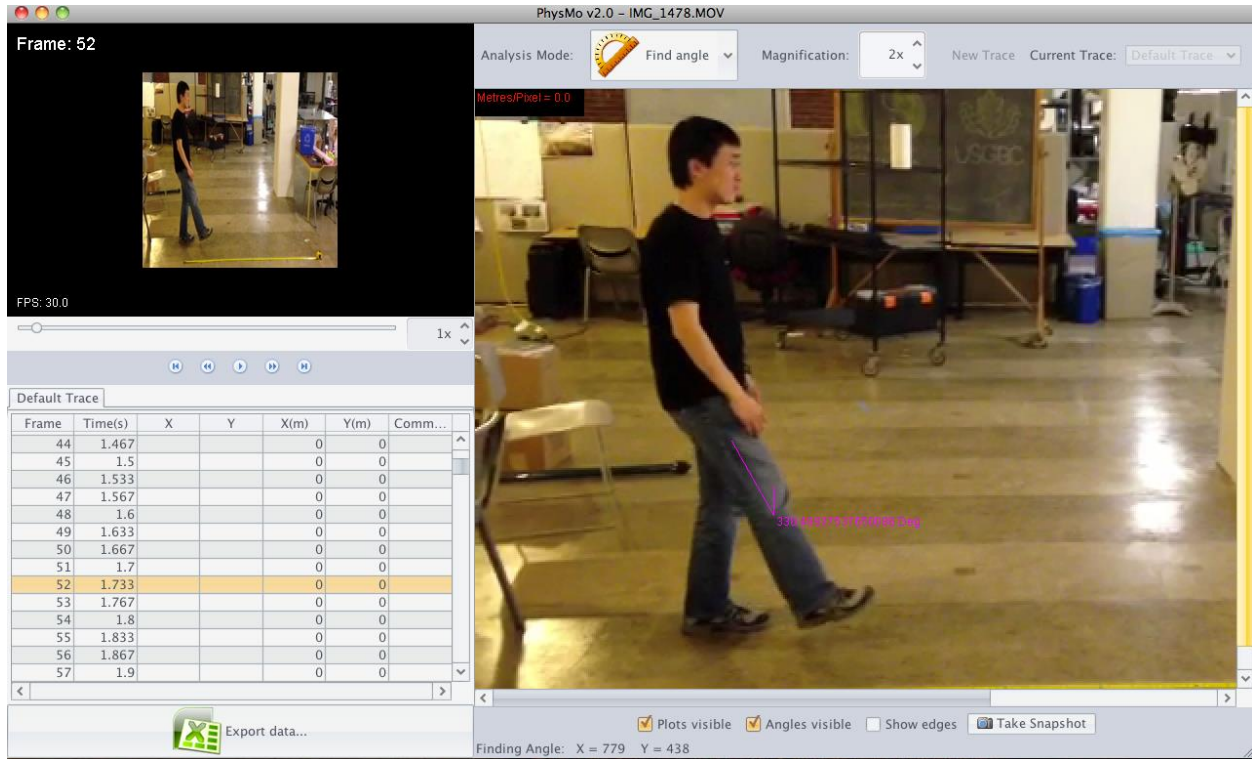 PhysMo v2.0 – IMG_1478.MOV
Frame: 52
FPS: 30.0
1x
Default Trace
Frame Time(s) X Y X(m) Y(m) Comm...
44 1.467 0 0
45 1.5 0 0
46 1.533 0 0
47 1.567 0 0
48 1.6 0 0
49 1.633 0 0
50 1.667 0 0
51 1.7 0 0
52 1.733 0 0
53 1.767 0 0
54 1.8 0 0
55 1.833 0 0
56 1.867 0 0
57 1.9 0 0
Export data...
Analysis Mode: Find angle Magnification: 2x New Trace Current Trace: Default Trace
Metres/Pixel = 0.0
USGBC
Deg
Plots visible Angles visible Show edges Take Snapshot
Finding Angle: X = 779 Y = 438